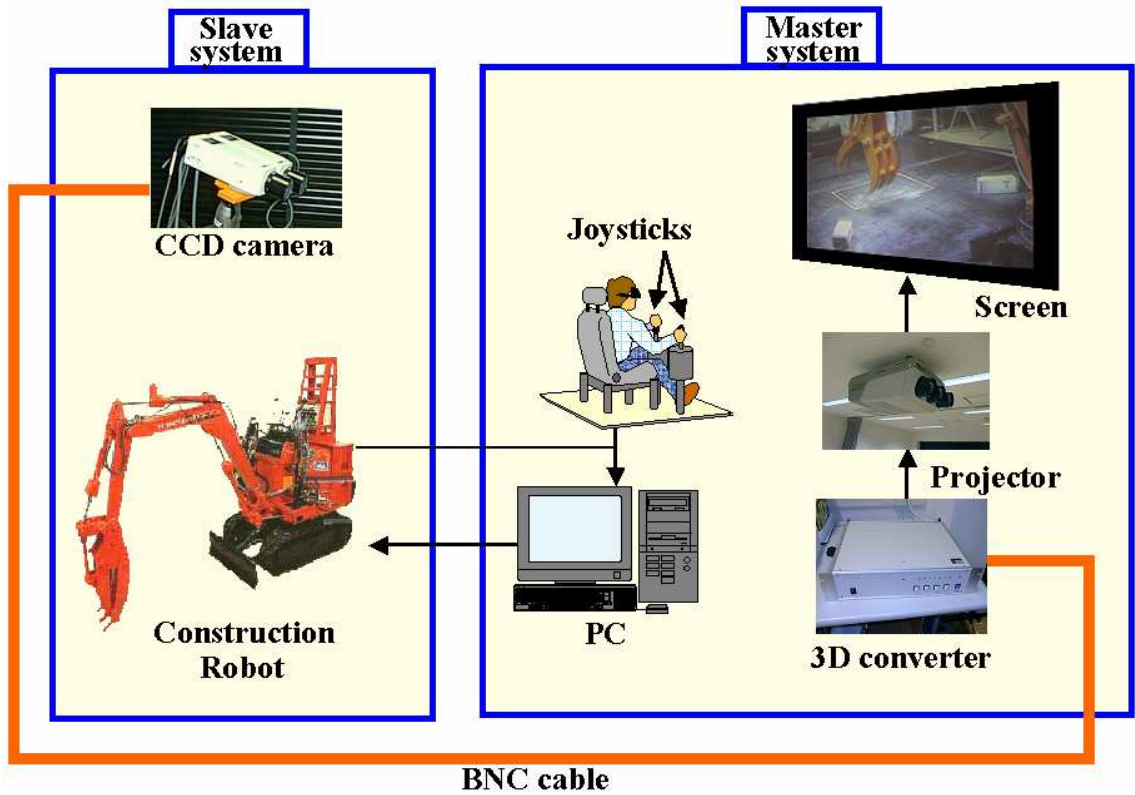 Slave
system
Master
system
CCD camera
Joysticks
Screen
Projector
Construction
Robot
PC
3D converter
BNC cable